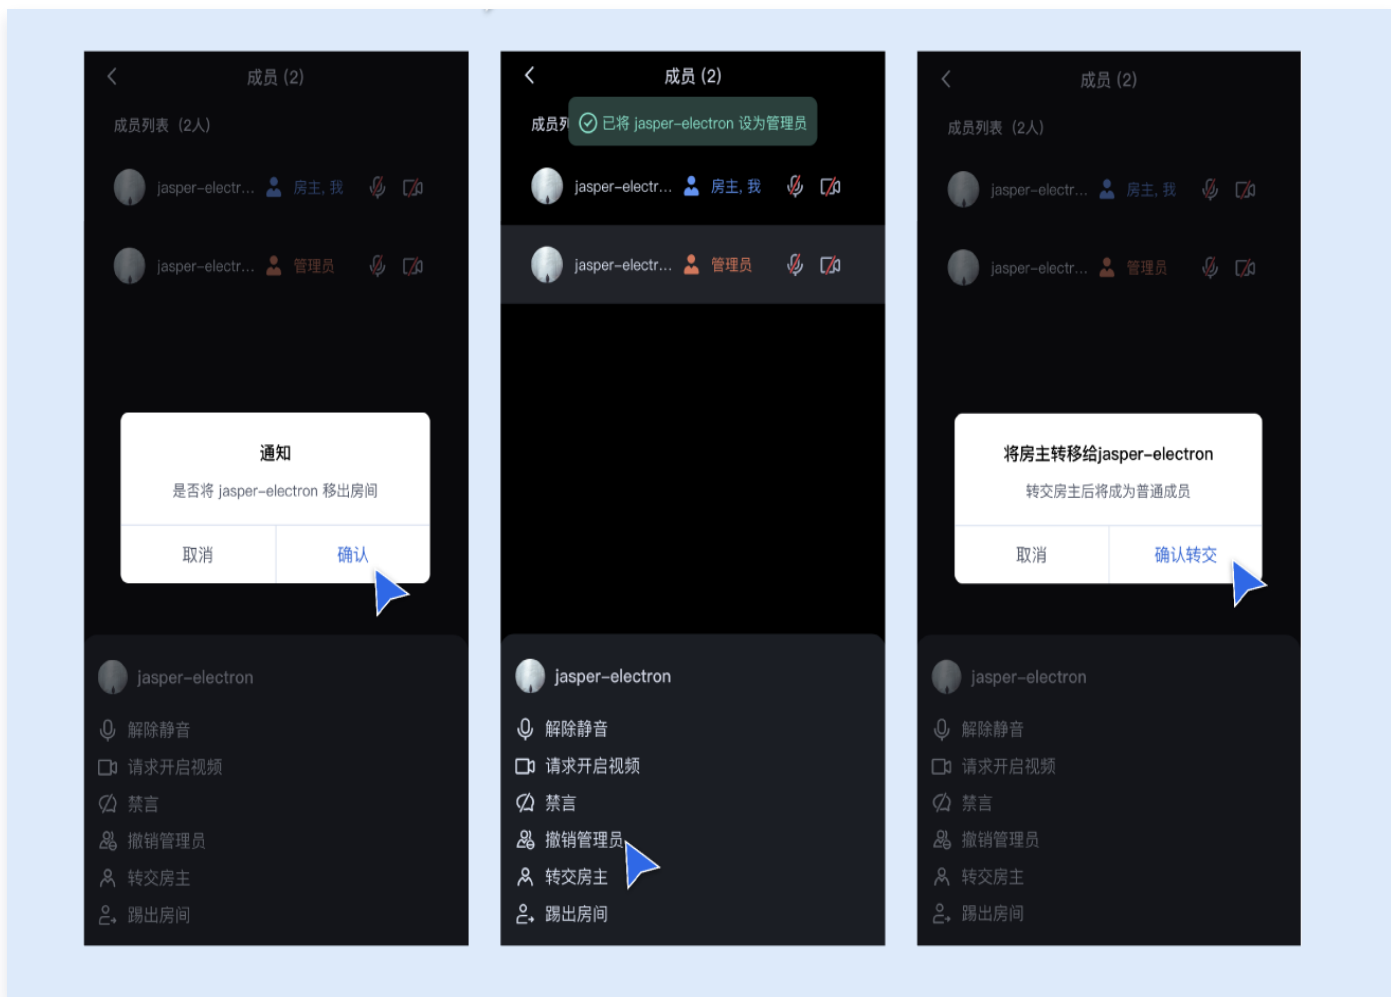 成员 (2)
成员列表（2人）
jasper-electr... 房主, 我
jasper-electr... 管理员
通知
是否将 jasper-electron 移出房间
取消 确认
jasper-electron
解除静音
请求开启视频
禁言
撤销管理员
转交房主
踢出房间
成员 (2)
成员列
已将 jasper-electron 设为管理员
jasper-electr... 房主, 我
jasper-electr... 管理员
jasper-electron
解除静音
请求开启视频
禁言
撤销管理员
转交房主
踢出房间
成员 (2)
成员列表（2人）
jasper-electr... 房主, 我
jasper-electr... 管理员
将房主转移给jasper-electron
转交房主后将成为普通成员
取消 确认转交
jasper-electron
解除静音
请求开启视频
禁言
撤销管理员
转交房主
踢出房间